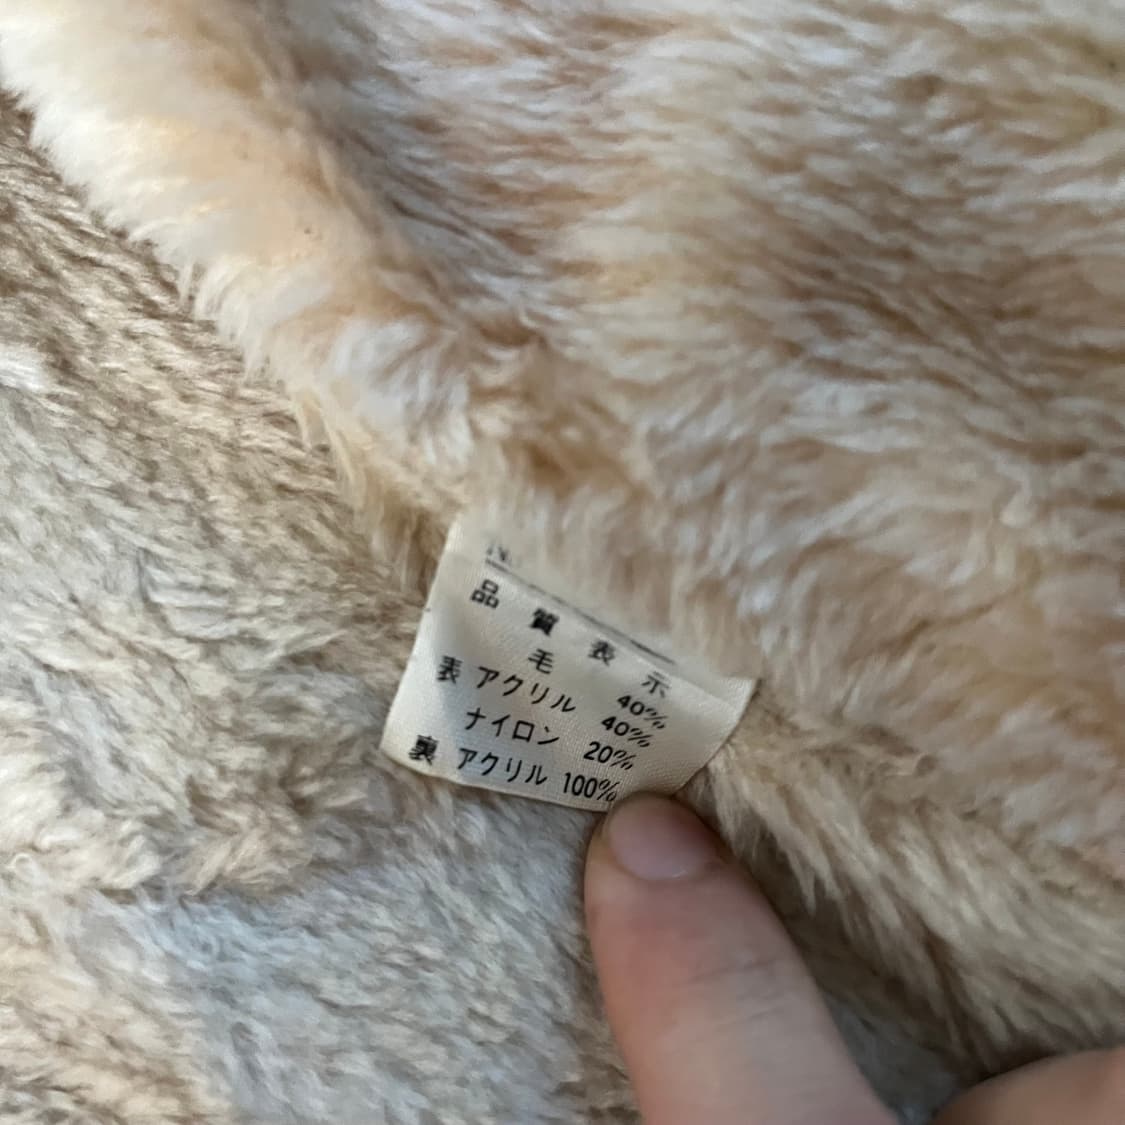 品質表示
毛 40%
表 アクリル 40%
ナイロン 20%
裏 アクリル 100%